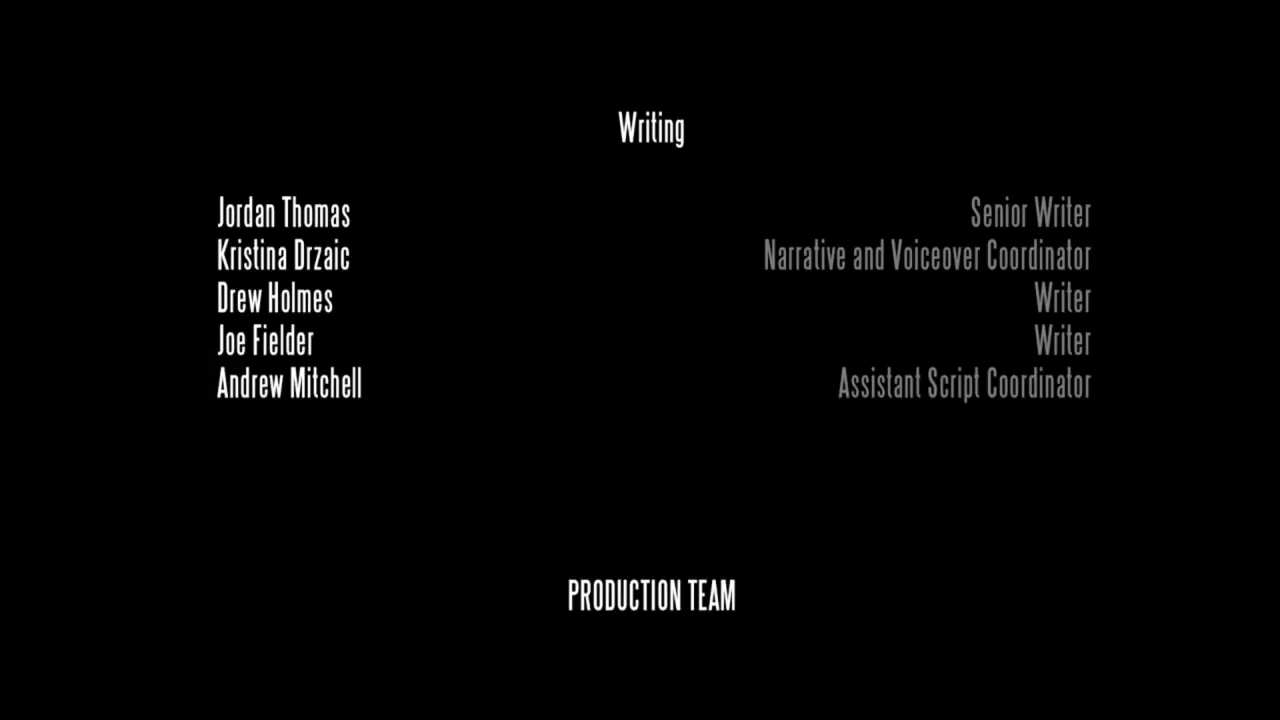 Writing
Jordan Thomas Senior Writer
Kristina Drzaic Narrative and Voiceover Coordinator
Drew Holmes Writer
Joe Fielder Writer
Andrew Mitchell Assistant Script Coordinator
PRODUCTION TEAM